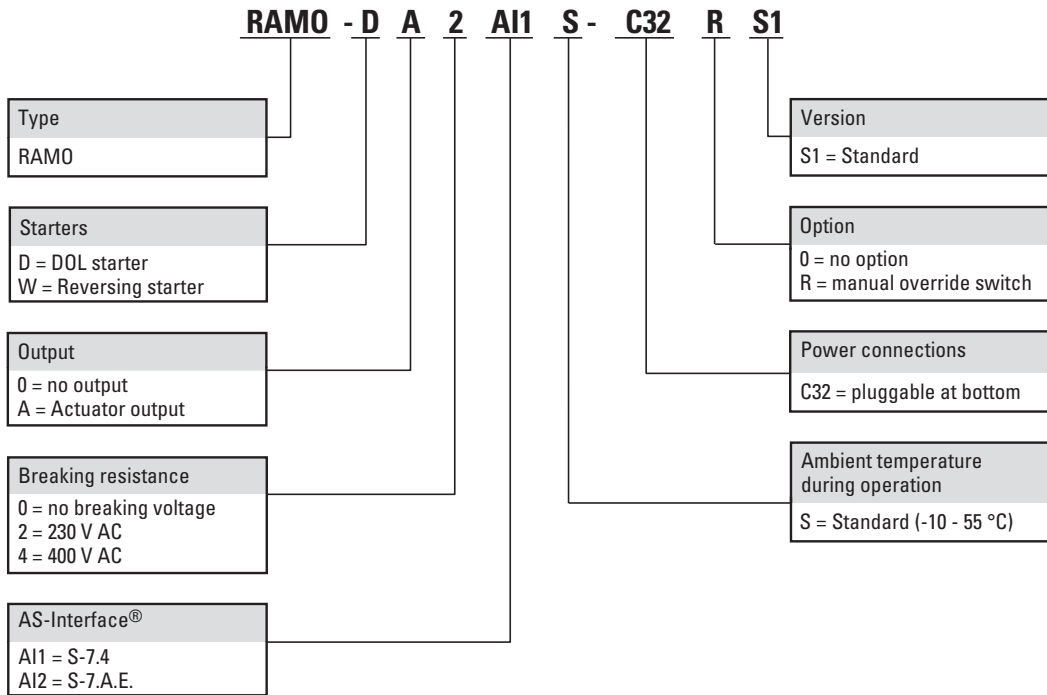 RAMO - D A 2 AI1 S - C32 R S1
Type
RAMO
Starters
D = DOL starter
W = Reversing starter
Output
0 = no output
A = Actuator output
Breaking resistance
0 = no breaking voltage
2 = 230 V AC
4 = 400 V AC
AS-Interface®
AI1 = S-7.4
AI2 = S-7.A.E.
Version
S1 = Standard
Option
0 = no option
R = manual override switch
Power connections
C32 = pluggable at bottom
Ambient temperature
during operation
S = Standard (-10 - 55 °C)